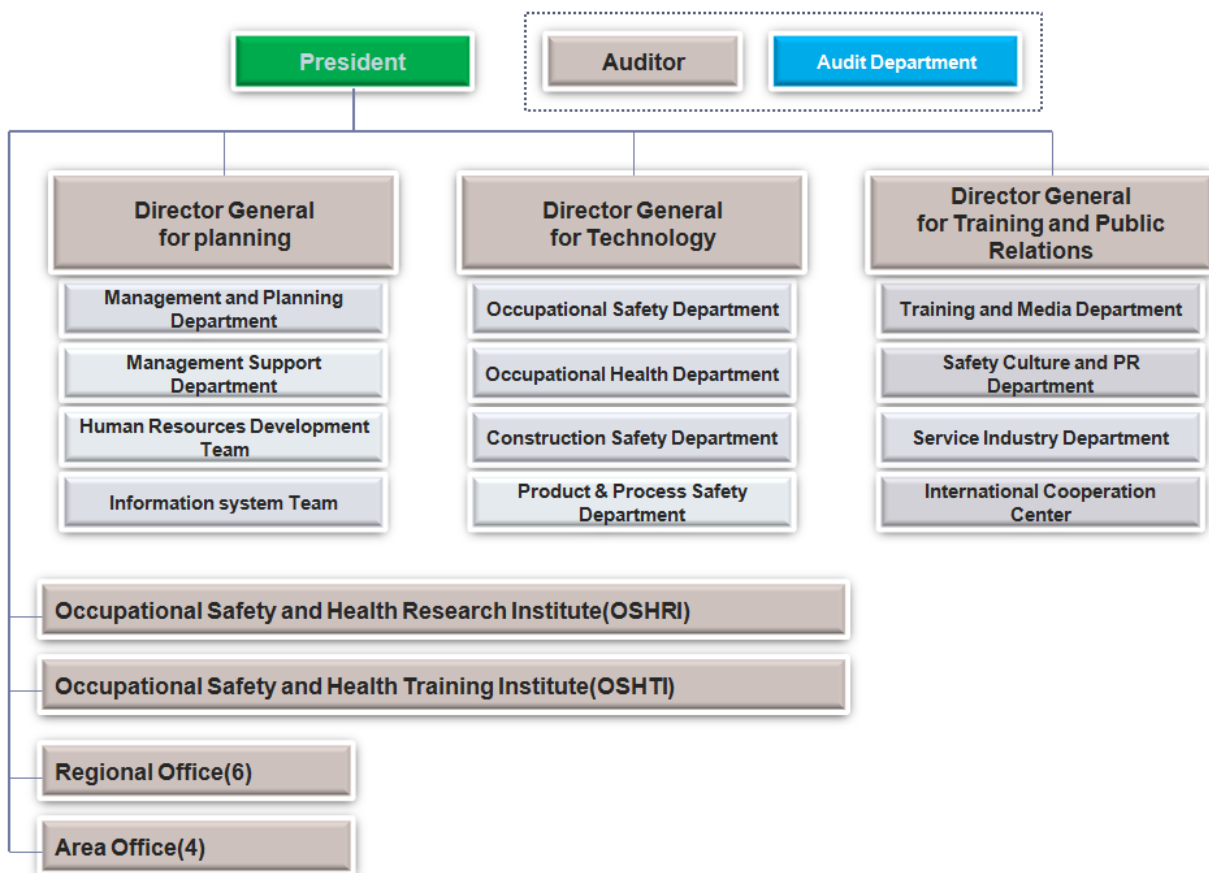 President
Auditor
Audit Department
Director General
for planning
Management and Planning
Department
Management Support
Department
Human Resources Development
Team
Information system Team
Director General
for Technology
Occupational Safety Department
Occupational Health Department
Construction Safety Department
Product & Process Safety
Department
Director General
for Training and Public
Relations
Training and Media Department
Safety Culture and PR
Department
Service Industry Department
International Cooperation
Center
Occupational Safety and Health Research Institute(OSHRI)
Occupational Safety and Health Training Institute(OSHTI)
Regional Office(6)
Area Office(4)